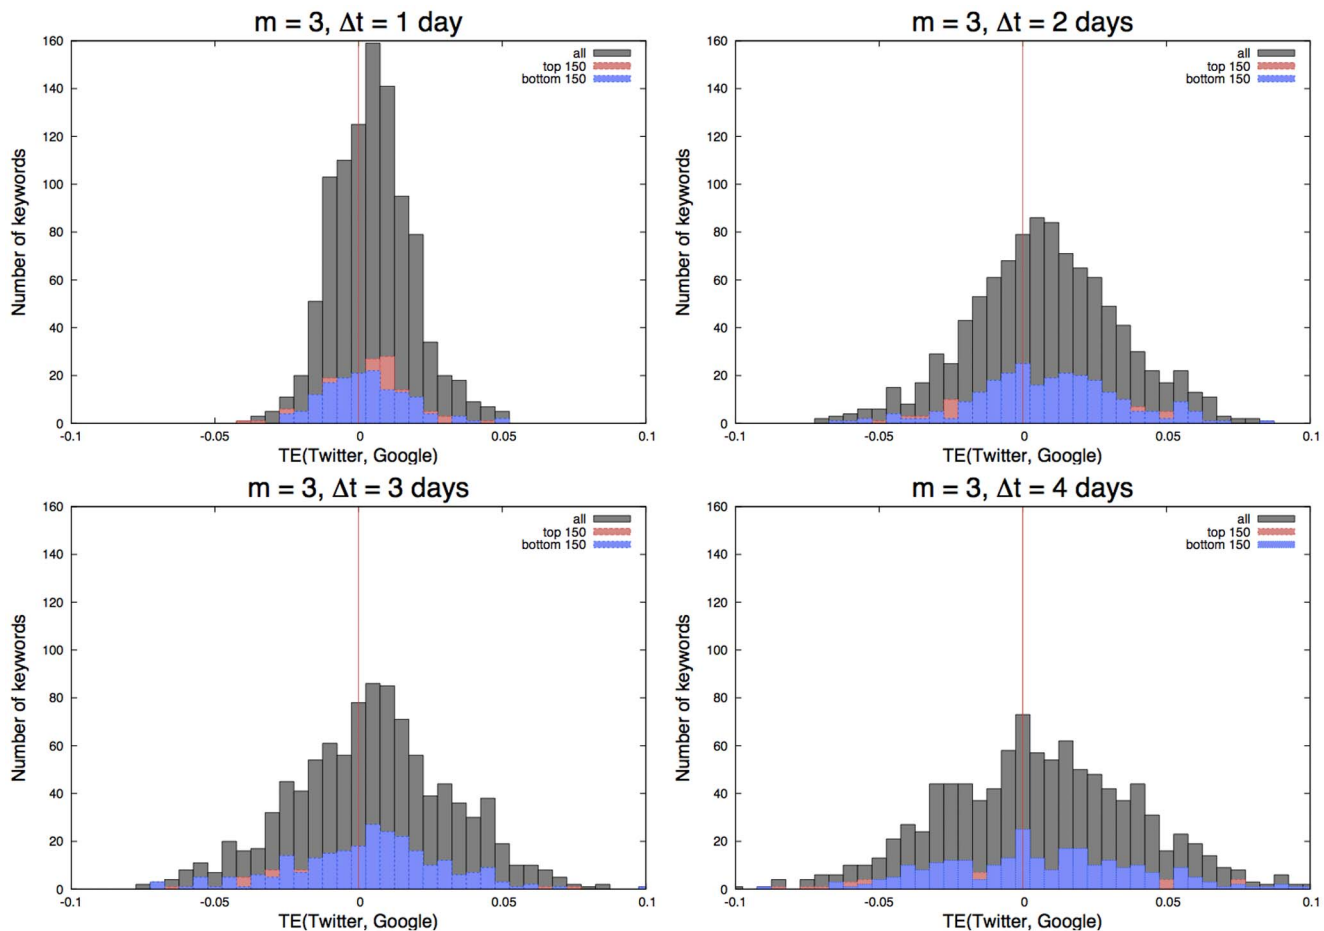 m = 3, Δt = 1 day
160
140
120
100
80
60
40
20
0
Number of keywords
all
top 150
bottom 150
-0.1
-0.05
0
0.05
0.1
TE(Twitter, Google)
m = 3, Δt = 2 days
160
140
120
100
80
60
40
20
0
Number of keywords
all
top 150
bottom 150
-0.1
-0.05
0
0.05
0.1
TE(Twitter, Google)
m = 3, Δt = 3 days
160
140
120
100
80
60
40
20
0
Number of keywords
all
top 150
bottom 150
-0.1
-0.05
0
0.05
0.1
TE(Twitter, Google)
m = 3, Δt = 4 days
160
140
120
100
80
60
40
20
0
Number of keywords
all
top 150
bottom 150
-0.1
-0.05
0
0.05
0.1
TE(Twitter, Google)